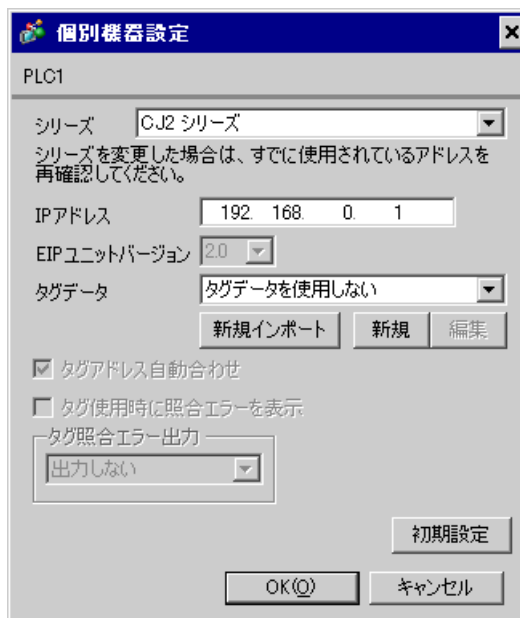 個別機器設定
PLC1
シリーズ CJ2 シリーズ
シリーズを変更した場合は、すでに使用されているアドレスを
再確認してください。
IPアドレス 192. 168. 0. 1
EIPユニットバージョン 2.0
タグデータ タグデータを使用しない
新規インポート 新規 編集
タグアドレス自動合わせ
タグ使用時に照合エラーを表示
タグ照合エラー出力
出力しない
初期設定
OK(O) キャンセル